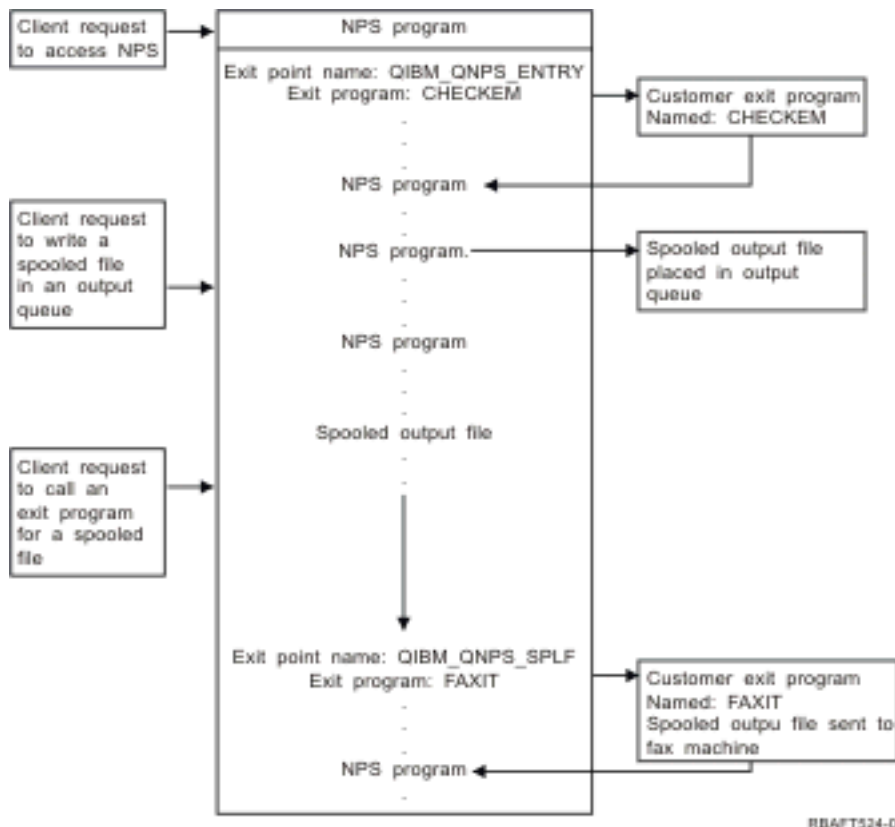 Client request
to access NPS
NPS program
Exit point name: QIBM_QNPS_ENTRY
Exit program: CHECKEM
Customer exit program
Named: CHECKEM
NPS program
Client request
to write a
spooled file
in an output
queue
NPS program.
Spooled output file
placed in output
queue
NPS program
Spooled output file
Client request
to call an
exit program
for a spooled
file
Exit point name: QIBM_QNPS_SPLF
Exit program: FAXIT
Customer exit program
Named: FAXIT
Spooled outpu file sent to
fax machine
NPS program